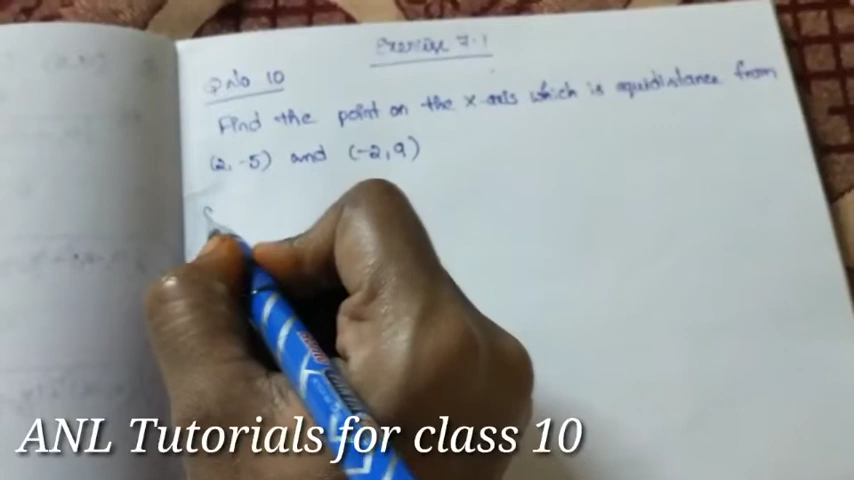 Exercise 7.1
Q No 10
Find the point on the x-axis which is equidistance from
(2, -5) and (-2, 9)
ANL Tutorials for class 10